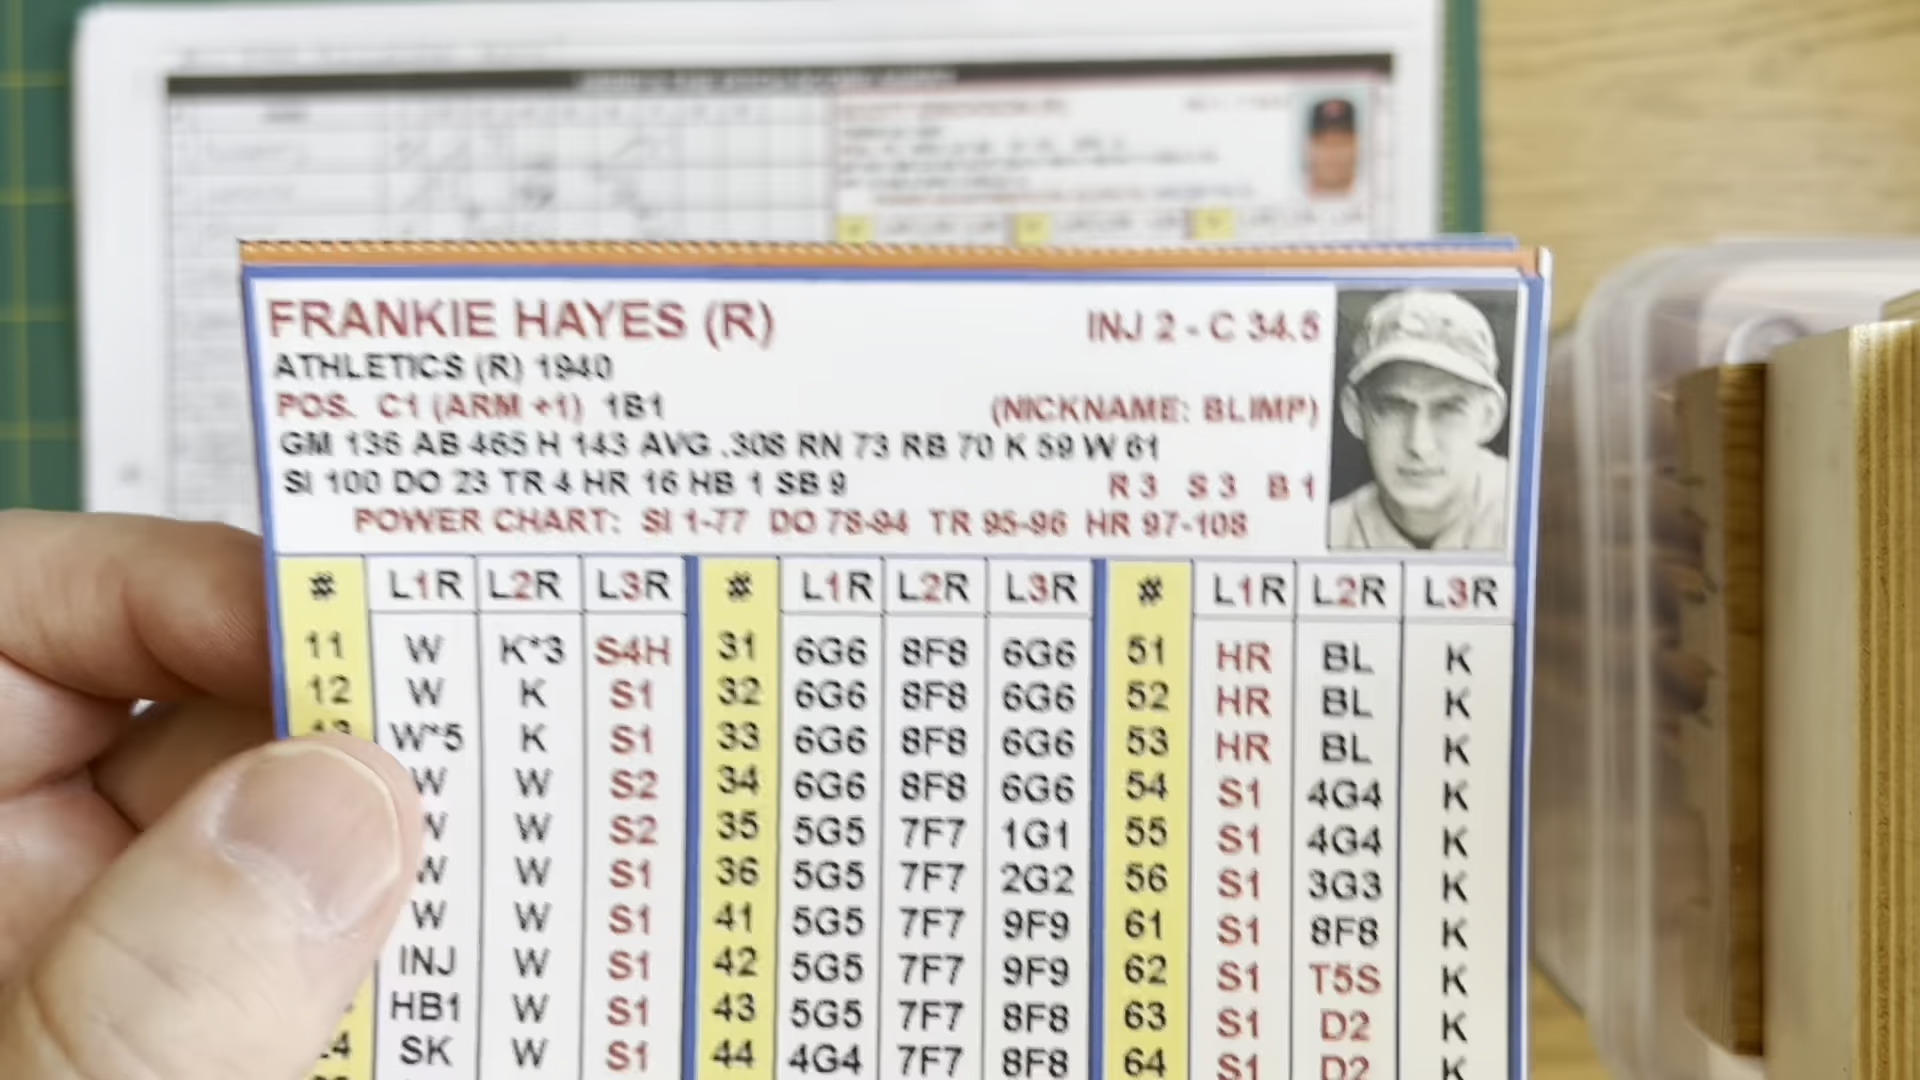 FRANKIE HAYES (R) INJ 2 - C 34.5
ATHLETICS (R) 1940
POS. C1 (ARM +1) 1B1 (NICKNAME: BLIMP)
GM 136 AB 465 H 143 AVG .308 RN 73 RB 70 K 59 W 61
SI 100 DO 23 TR 4 HR 16 HB 1 SB 9 R 3 S 3 B 1
POWER CHART: SI 1-77 DO 78-94 TR 95-96 HR 97-108
# L1R L2R L3R # L1R L2R L3R # L1R L2R L3R
11 W K*3 S4H 31 6G6 8F8 6G6 51 HR BL K
12 W K S1 32 6G6 8F8 6G6 52 HR BL K
13 W*5 K S1 33 6G6 8F8 6G6 53 HR BL K
W W S2 34 6G6 8F8 6G6 54 S1 4G4 K
W W S2 35 5G5 7F7 1G1 55 S1 4G4 K
W W S1 36 5G5 7F7 2G2 56 S1 3G3 K
W W S1 41 5G5 7F7 9F9 61 S1 8F8 K
INJ W S1 42 5G5 7F7 9F9 62 S1 T5S K
HB1 W S1 43 5G5 7F7 8F8 63 S1 D2 K
24 SK W S1 44 4G4 7F7 8F8 64 S1 D2 K